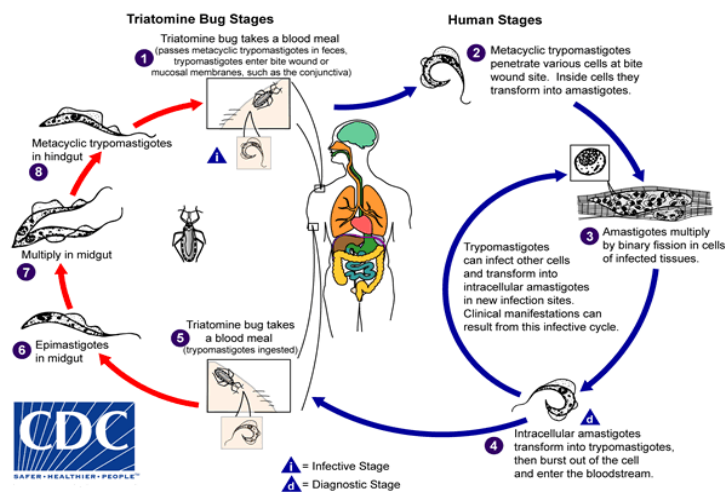 Triatomine Bug Stages
Human Stages
1
Triatomine bug takes a blood meal
(passes metacyclic trypomastigotes in feces,
trypomastigotes enter bite wound or
mucosal membranes, such as the conjunctiva)
i
2
Metacyclic trypomastigotes
penetrate various cells at bite
wound site. Inside cells they
transform into amastigotes.
3
Amastigotes multiply
by binary fission in cells
of infected tissues.
Trypomastigotes
can infect other cells
and transform into
intracellular amastigotes
in new infection sites.
Clinical manifestations can
result from this infective cycle.
d
4
Intracellular amastigotes
transform into trypomastigotes,
then burst out of the cell
and enter the bloodstream.
5
Triatomine bug takes
a blood meal
(trypomastigotes ingested)
6
Epimastigotes
in midgut
Multiply in midgut
7
Metacyclic trypomastigotes
in hindgut
8
CDC
SAFER•HEALTHIER•PEOPLE™
i = Infective Stage
d = Diagnostic Stage